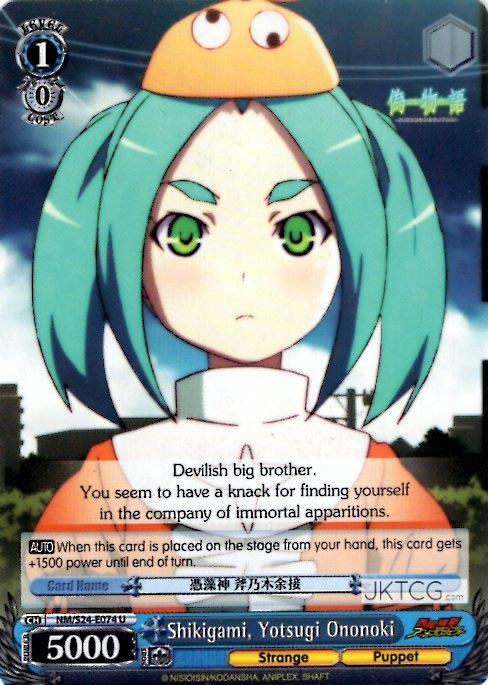 LEVEL
1
0
COST
偽物語
Devilish big brother.
You seem to have a knack for finding yourself
in the company of immortal apparitions.
AUTO When this card is placed on the stage from your hand, this card gets
+1500 power until end of turn.
Card Name
憑藻神 斧乃木余接
JKTCG.com
CH
NM/S24-E074 U
5000
Shikigami, Yotsugi Ononoki
Strange
Puppet
© NISIOISIN/KODANSHA, ANIPLEX, SHAFT